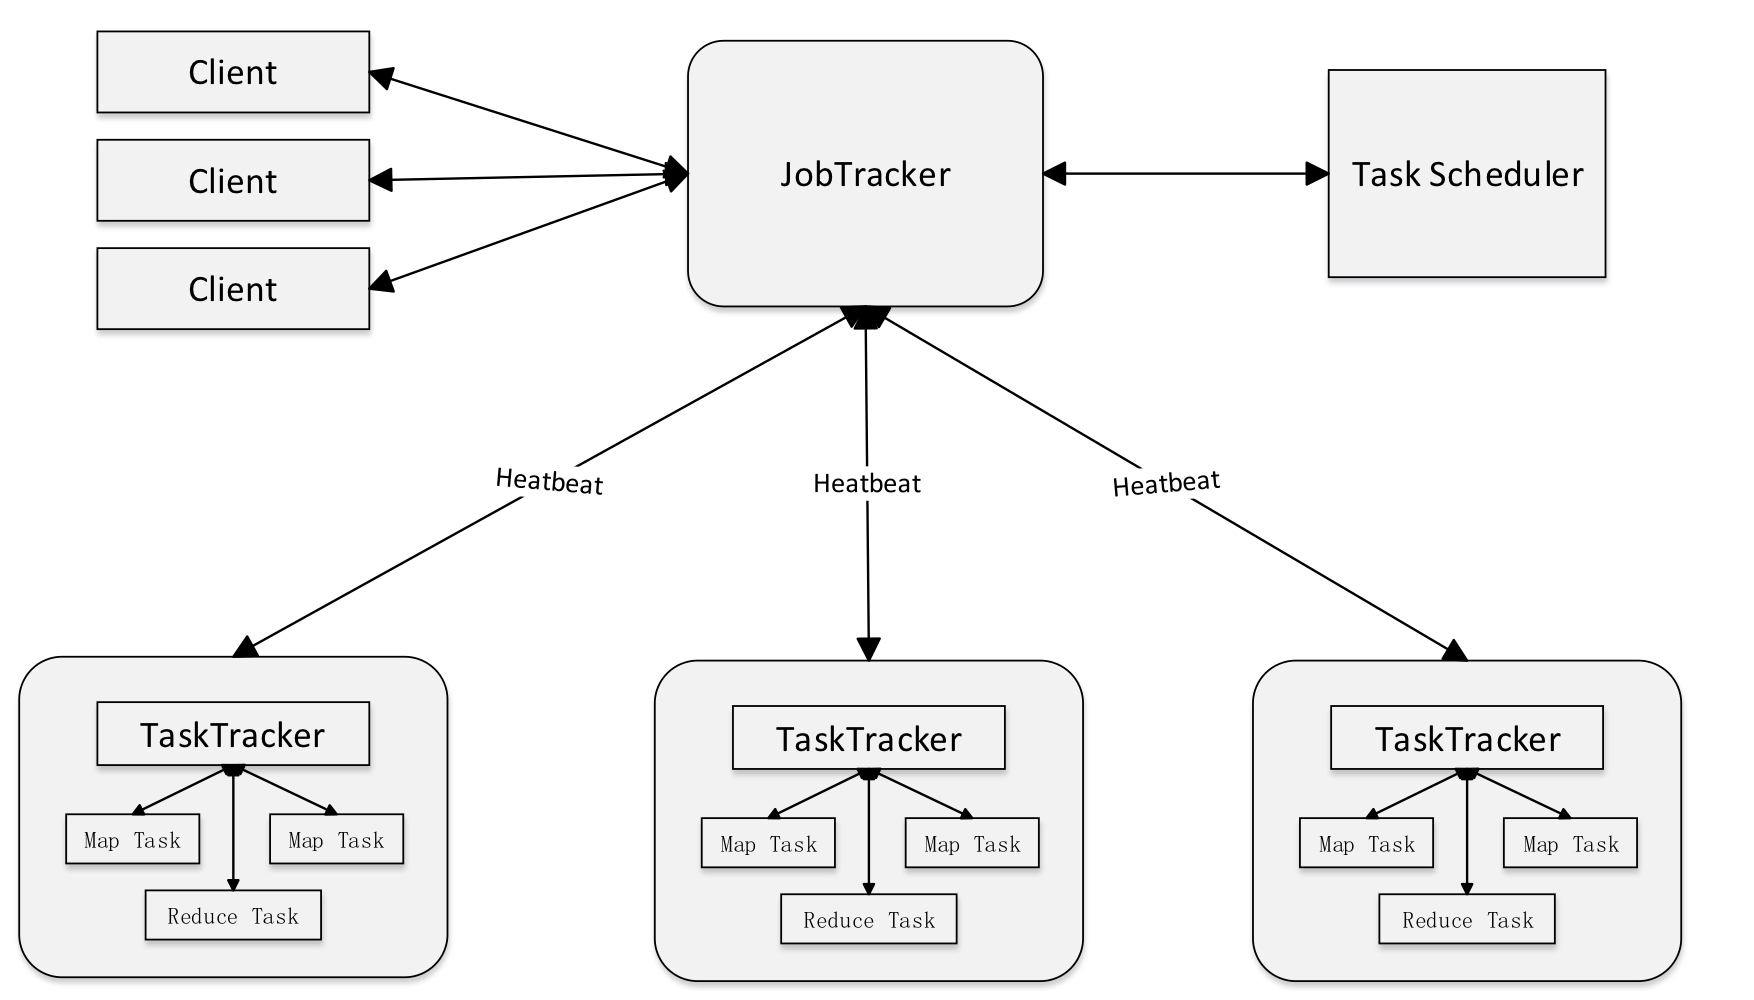 Client
Client
Client
JobTracker
Task Scheduler
Heatbeat
Heatbeat
Heatbeat
TaskTracker
Map Task
Map Task
Reduce Task
TaskTracker
Map Task
Map Task
Reduce Task
TaskTracker
Map Task
Map Task
Reduce Task